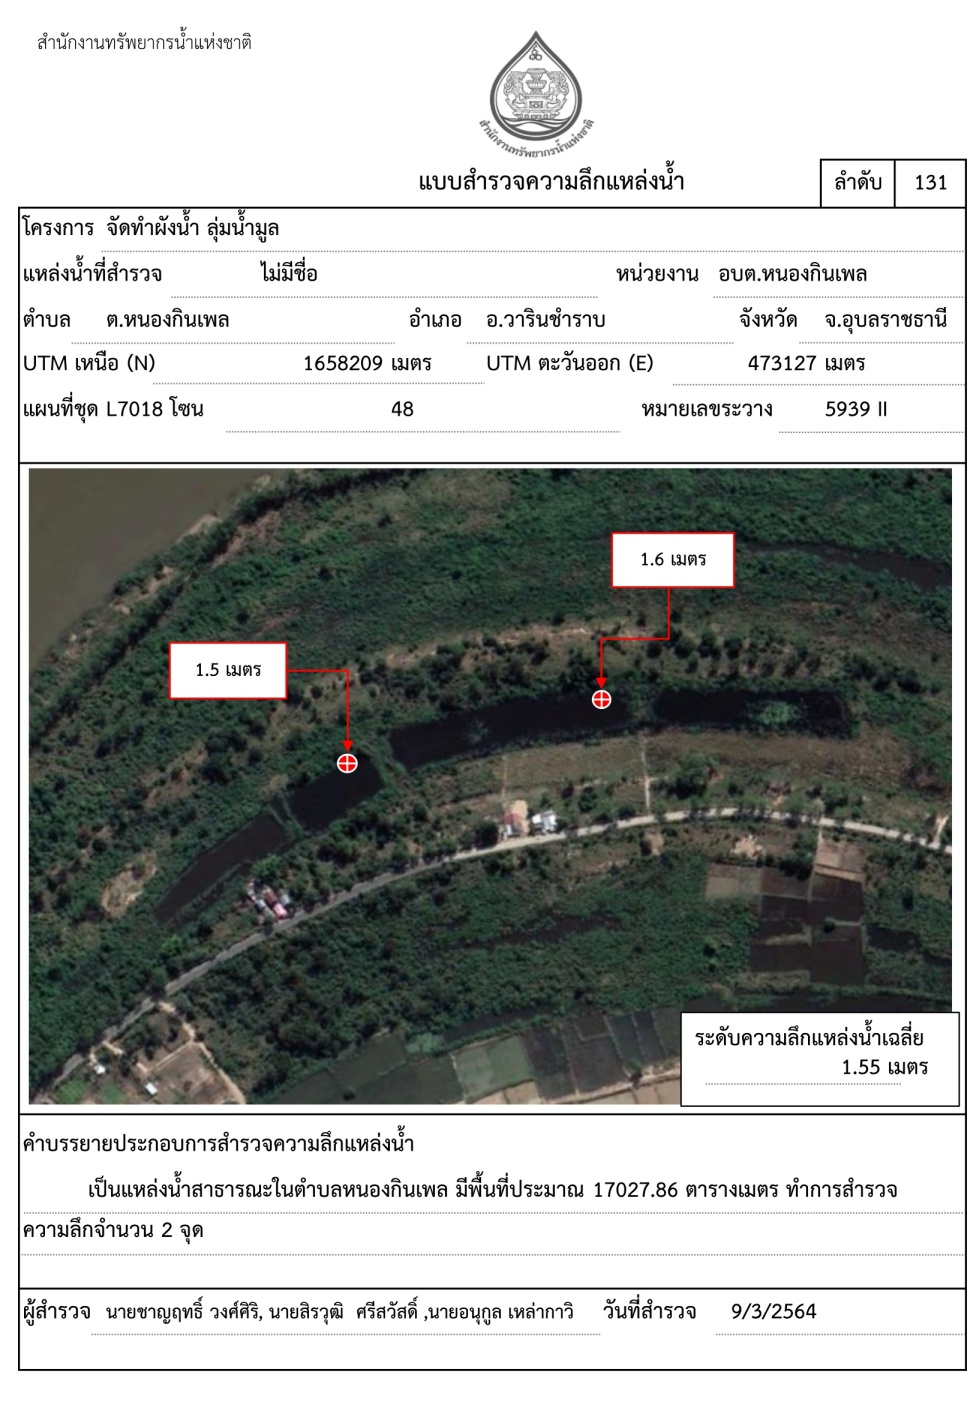 สำนักงานทรัพยากรน้ำแห่งชาติ
สำนักงานทรัพยากรน้ำแห่งชาติ
แบบสำรวจความลึกแหล่งน้ำ ลำดับ 131
โครงการ จัดทำผังน้ำ ลุ่มน้ำมูล
แหล่งน้ำที่สำรวจ ไม่มีชื่อ หน่วยงาน อบต.หนองกินเพล
ตำบล ต.หนองกินเพล อำเภอ อ.วารินชำราบ จังหวัด จ.อุบลราชธานี
UTM เหนือ (N) 1658209 เมตร UTM ตะวันออก (E) 473127 เมตร
แผนที่ชุด L7018 โซน 48 หมายเลขระวาง 5939 II
1.6 เมตร
1.5 เมตร
ระดับความลึกแหล่งน้ำเฉลี่ย
1.55 เมตร
คำบรรยายประกอบการสำรวจความลึกแหล่งน้ำ
เป็นแหล่งน้ำสาธารณะในตำบลหนองกินเพล มีพื้นที่ประมาณ 17027.86 ตารางเมตร ทำการสำรวจ
ความลึกจำนวน 2 จุด
ผู้สำรวจ นายชาญฤทธิ์ วงศ์ศิริ, นายสิรวุฒิ ศรีสวัสดิ์ ,นายอนุกูล เหล่ากาวิ วันที่สำรวจ 9/3/2564